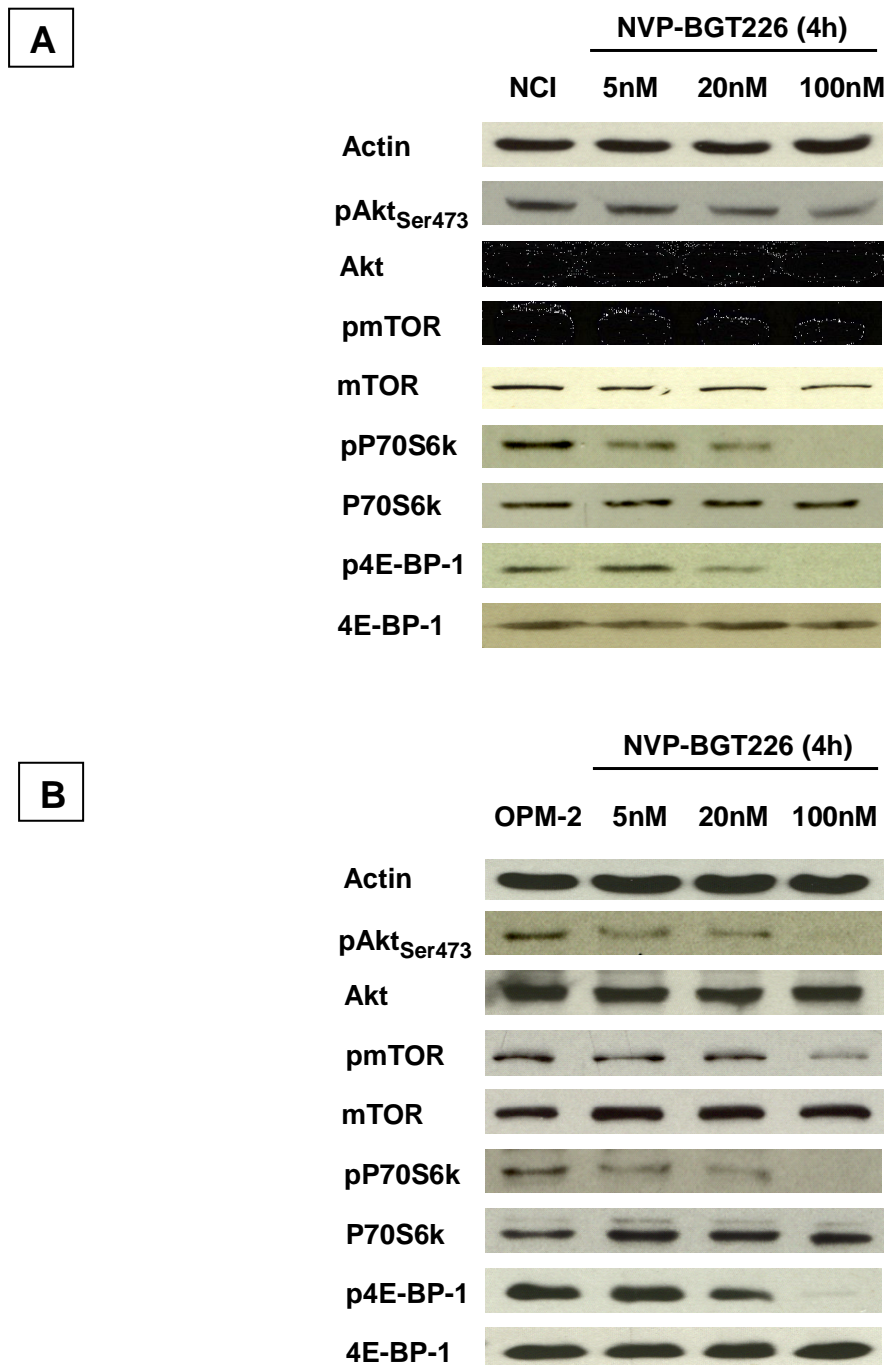 A
NVP-BGT226 (4h)
NCI 5nM 20nM 100nM
Actin
pAktSer473
Akt
pmTOR
mTOR
pP70S6k
P70S6k
p4E-BP-1
4E-BP-1
B
NVP-BGT226 (4h)
OPM-2 5nM 20nM 100nM
Actin
pAktSer473
Akt
pmTOR
mTOR
pP70S6k
P70S6k
p4E-BP-1
4E-BP-1